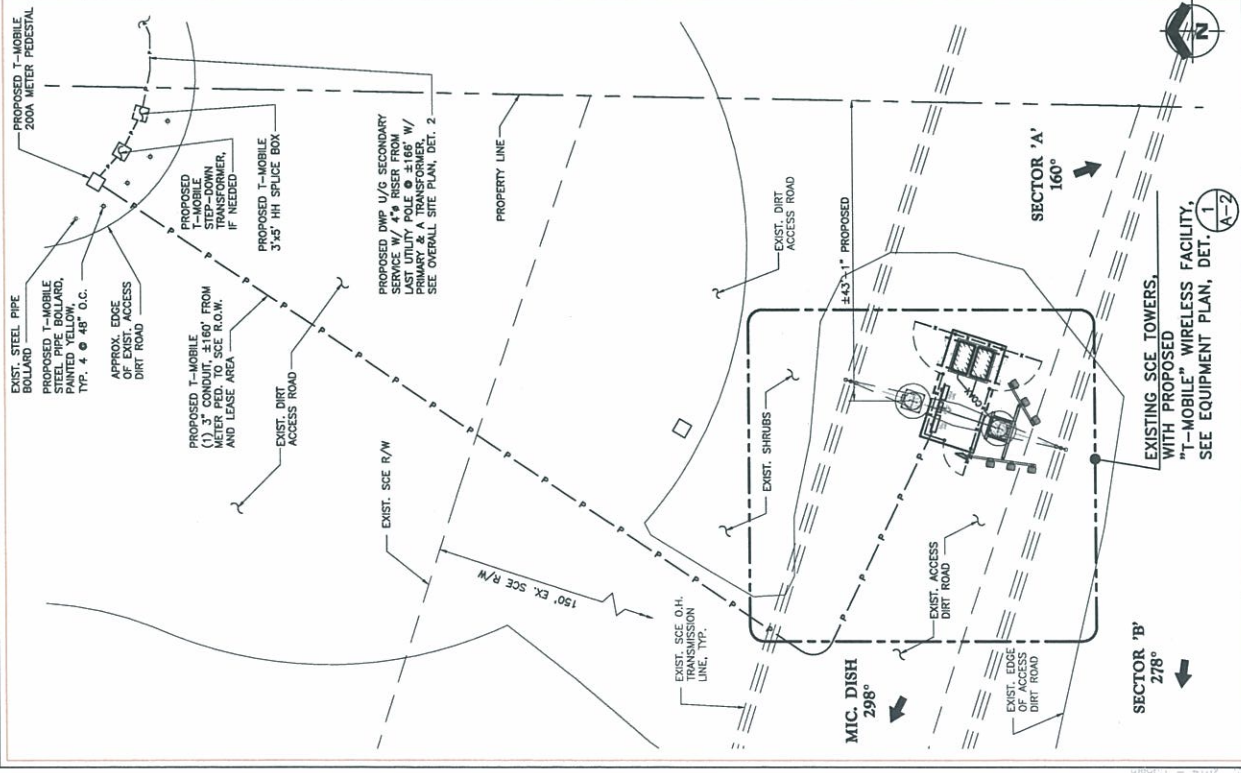 EXIST. STEEL PIPE
BOLLARD
PROPOSED T-MOBILE
STEEL PIPE BOLLARD,
PAINTED YELLOW,
TYP. 4 @ 48" O.C.
APPROX. EDGE
OF EXIST. ACCESS
DIRT ROAD
PROPOSED T-MOBILE
200A METER PEDESTAL
PROPOSED
T-MOBILE
STEP-DOWN
TRANSFORMER,
IF NEEDED
PROPOSED T-MOBILE
3'x5' HH SPLICE BOX
PROPOSED T-MOBILE
(1) 3" CONDUIT, ±160' FROM
METER PED. TO SCE R.O.W.
AND LEASE AREA
PROPOSED DWP U/G SECONDARY
SERVICE W/ 4"ø RISER FROM
LAST UTILITY POLE @ ±166' W/
PRIMARY & A TRANSFORMER,
SEE OVERALL SITE PLAN, DET. 2
EXIST. DIRT
ACCESS ROAD
PROPERTY LINE
EXIST. SCE R/W
150' EX. SCE R/W
EXIST. DIRT
ACCESS ROAD
±43'-1" PROPOSED
EXIST. SHRUBS
EXIST. SCE O.H.
TRANSMISSION
LINE, TYP.
SECTOR 'A'
160°
COAX
MIC. DISH
298°
EXIST. ACCESS
DIRT ROAD
EXIST. EDGE
OF ACCESS
DIRT ROAD
SECTOR 'B'
278°
EXISTING SCE TOWERS,
WITH PROPOSED
"T-MOBILE" WIRELESS FACILITY,
SEE EQUIPMENT PLAN, DET.
1
A-2
N
P P P P P P P P P P P P P P P P P P